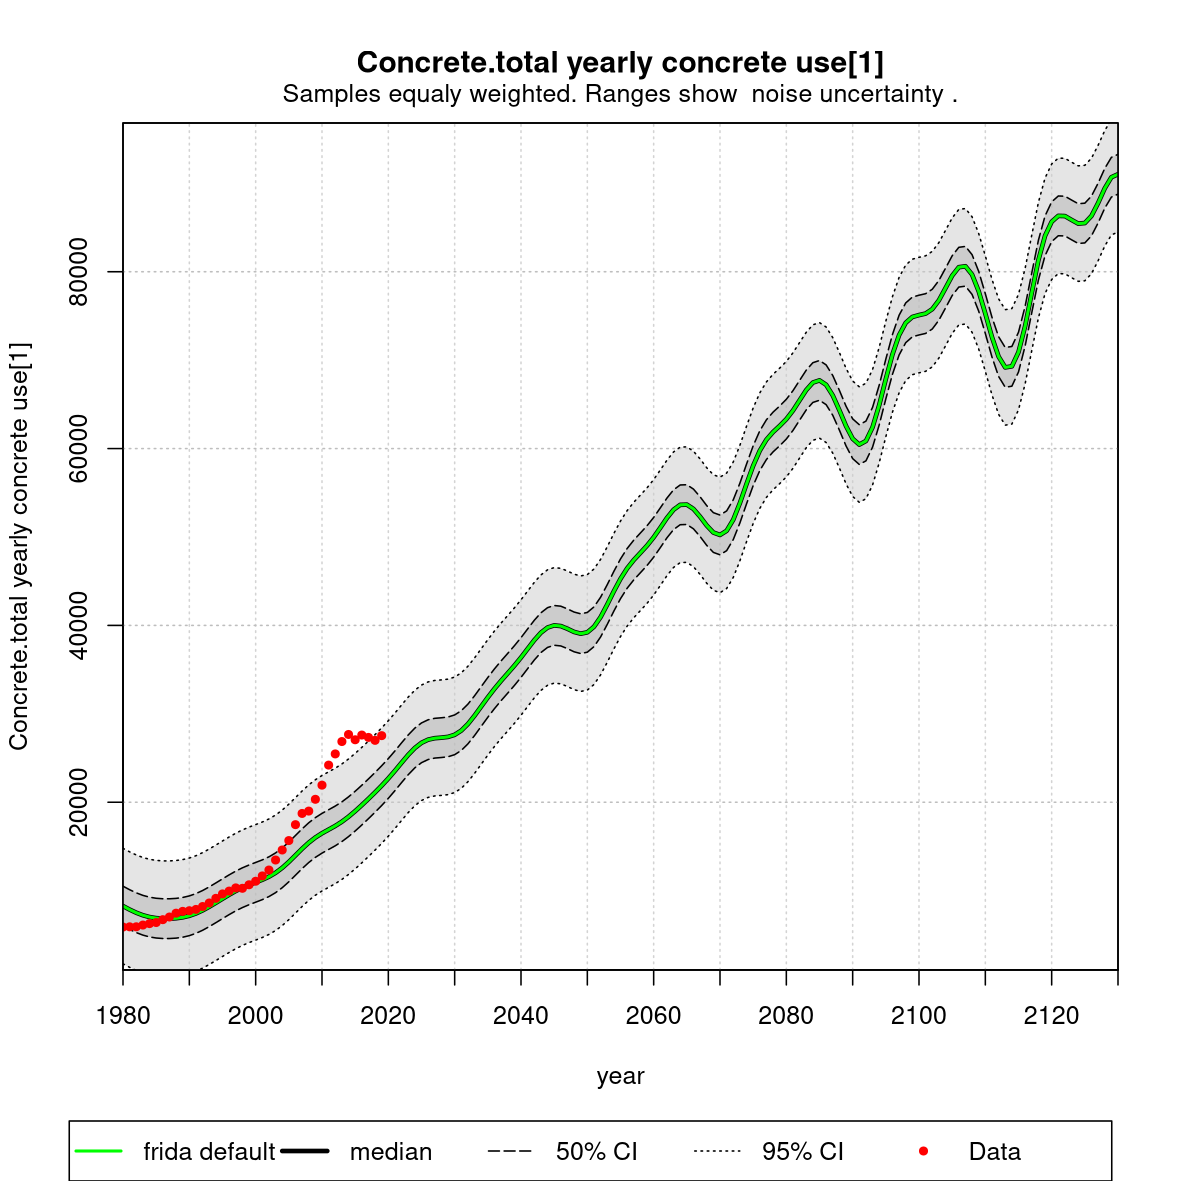 Concrete.total yearly concrete use[1]
Samples equaly weighted. Ranges show  noise uncertainty .
Concrete.total yearly concrete use[1]
80000
60000
40000
20000
1980 2000 2020 2040 2060 2080 2100 2120
year
frida default median 50% CI 95% CI Data